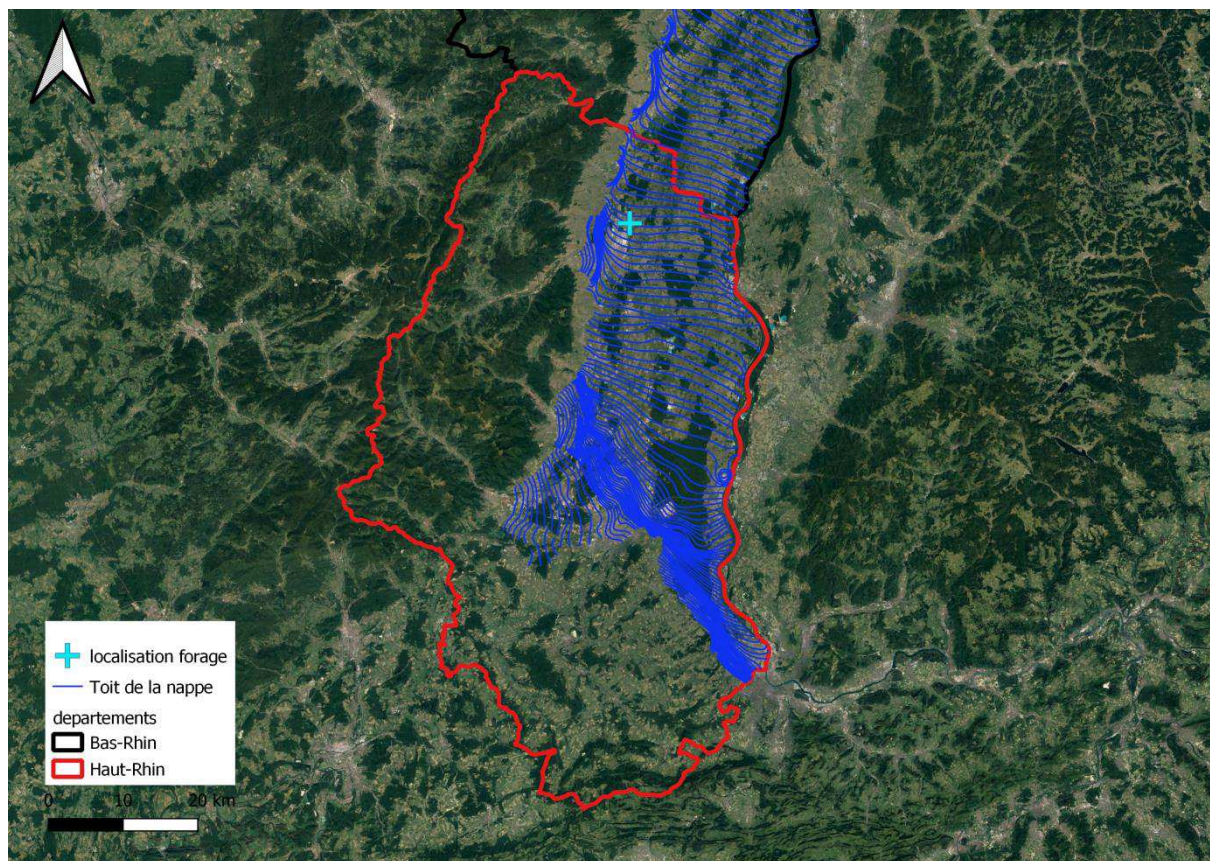 localisation forage
Toit de la nappe
departements
Bas-Rhin
Haut-Rhin
0 10 20 km